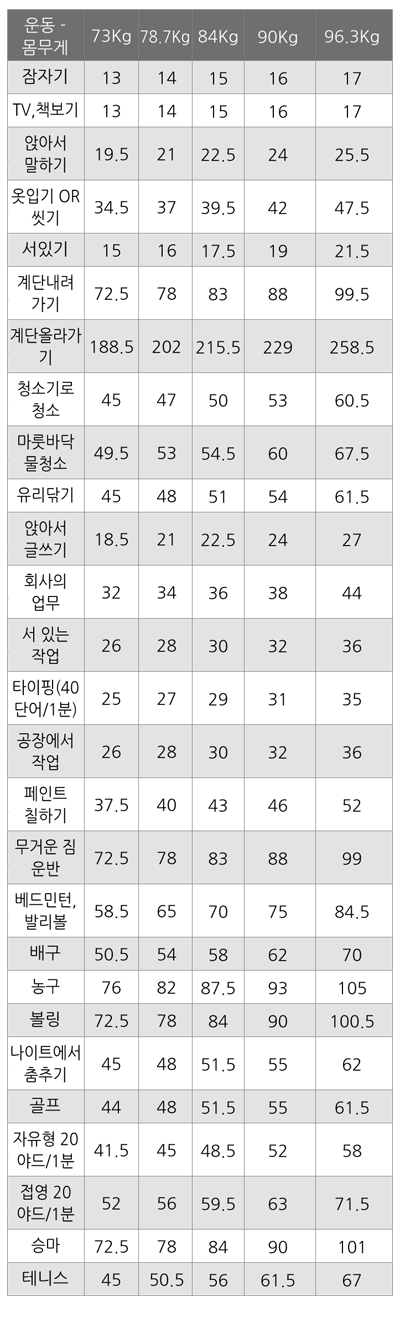 운동 - 몸무게 73Kg 78.7Kg 84Kg 90Kg 96.3Kg
잠자기 13 14 15 16 17
TV,책보기 13 14 15 16 17
앉아서 말하기 19.5 21 22.5 24 25.5
옷입기 OR 씻기 34.5 37 39.5 42 47.5
서있기 15 16 17.5 19 21.5
계단내려 가기 72.5 78 83 88 99.5
계단올라가 기 188.5 202 215.5 229 258.5
청소기로 청소 45 47 50 53 60.5
마룻바닥 물청소 49.5 53 54.5 60 67.5
유리닦기 45 48 51 54 61.5
앉아서 글쓰기 18.5 21 22.5 24 27
회사의 업무 32 34 36 38 44
서 있는 작업 26 28 30 32 36
타이핑(40 단어/1분) 25 27 29 31 35
공장에서 작업 26 28 30 32 36
페인트 칠하기 37.5 40 43 46 52
무거운 짐 운반 72.5 78 83 88 99
베드민턴, 발리볼 58.5 65 70 75 84.5
배구 50.5 54 58 62 70
농구 76 82 87.5 93 105
볼링 72.5 78 84 90 100.5
나이트에서 춤추기 45 48 51.5 55 62
골프 44 48 51.5 55 61.5
자유형 20 야드/1분 41.5 45 48.5 52 58
접영 20 야드/1분 52 56 59.5 63 71.5
승마 72.5 78 84 90 101
테니스 45 50.5 56 61.5 67